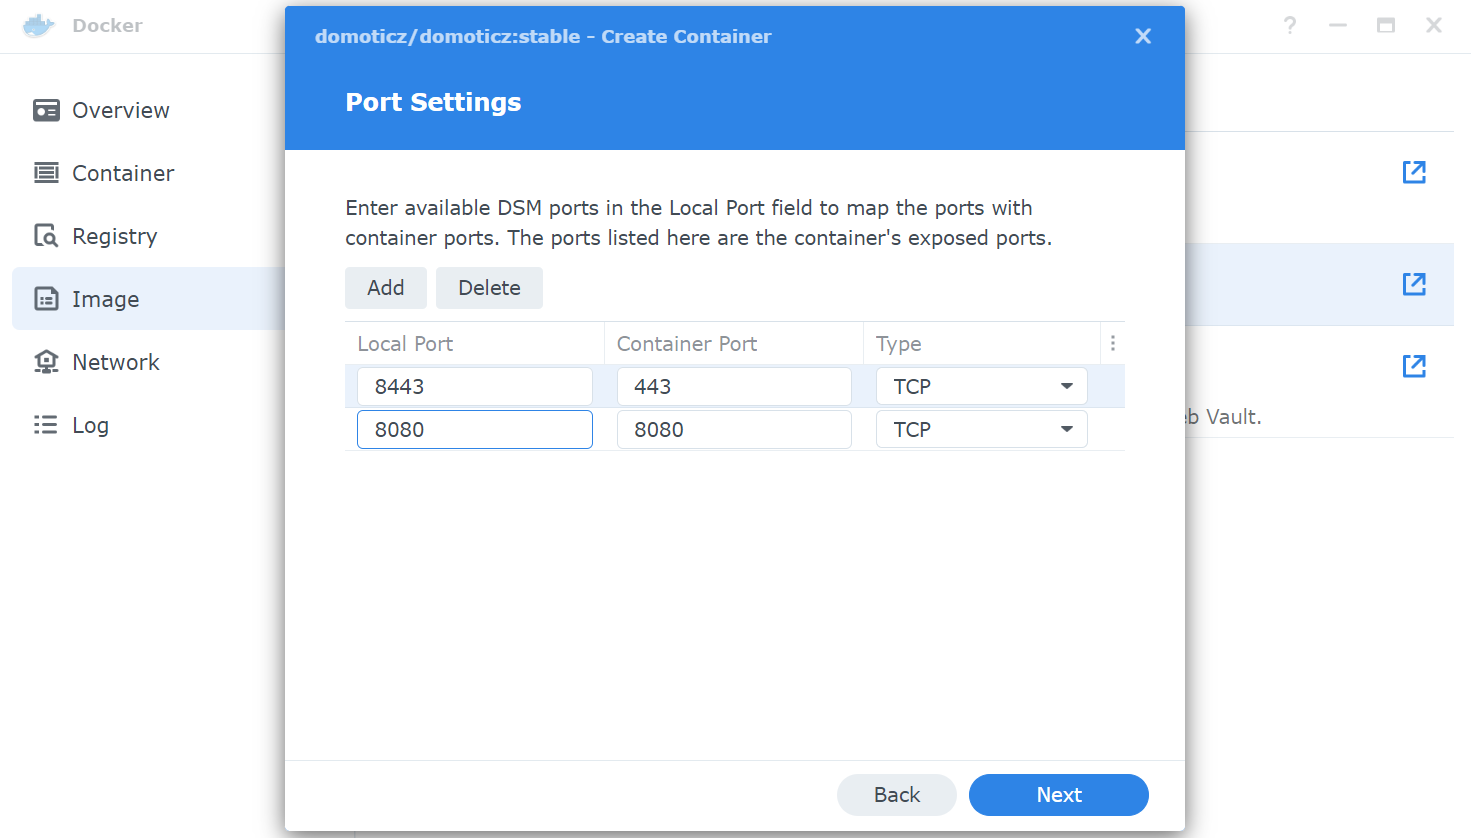 Docker
?
Overview
Container
Registry
Image
Network
Log
domoticz/domoticz:stable - Create Container
Port Settings
Enter available DSM ports in the Local Port field to map the ports with
container ports. The ports listed here are the container's exposed ports.
Add Delete
Local Port Container Port Type
8443 443 TCP
8080 8080 TCP
Vault.
Back Next